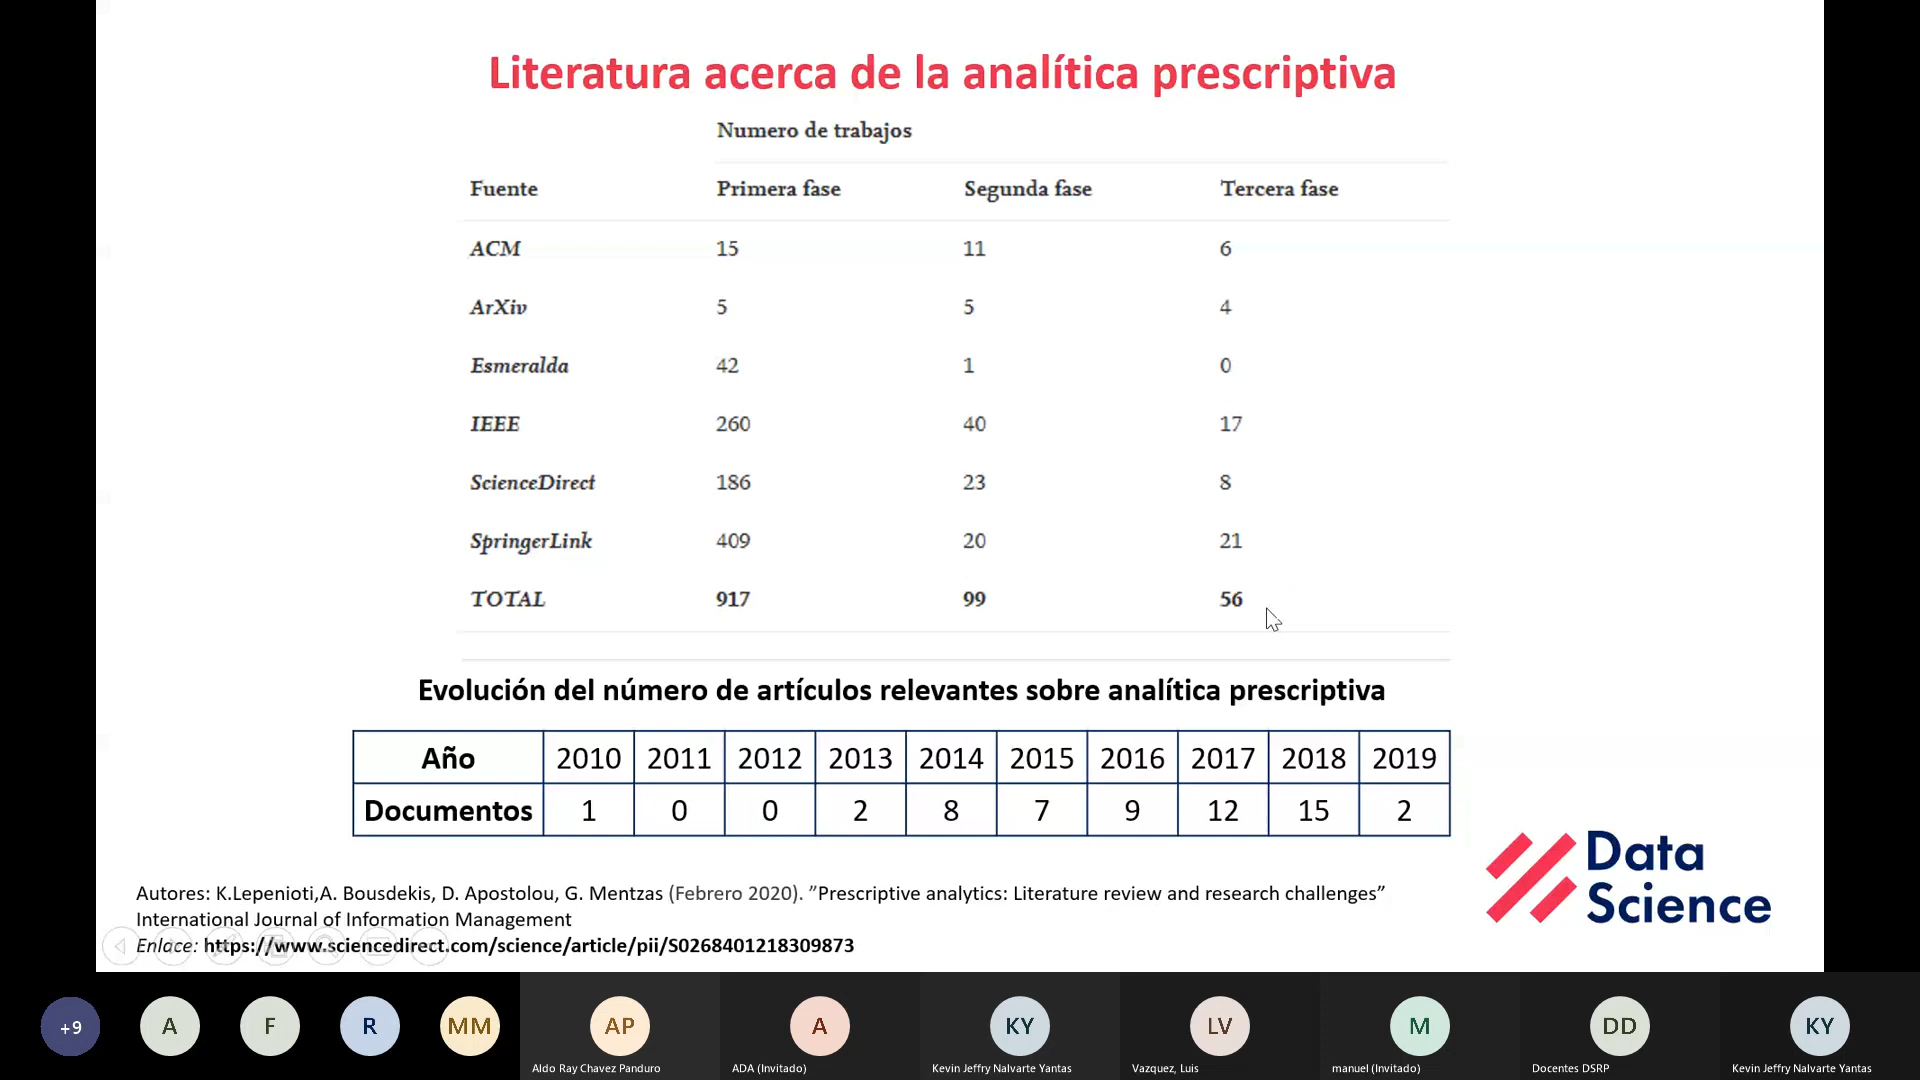 Literatura acerca de la analítica prescriptiva
Numero de trabajos
Fuente Primera fase Segunda fase Tercera fase
ACM 15 11 6
ArXiv 5 5 4
Esmeralda 42 1 0
IEEE 260 40 17
ScienceDirect 186 23 8
SpringerLink 409 20 21
TOTAL 917 99 56
Evolución del número de artículos relevantes sobre analítica prescriptiva
Año 2010 2011 2012 2013 2014 2015 2016 2017 2018 2019
Documentos 1 0 0 2 8 7 9 12 15 2
Data
Science
Autores: K.Lepenioti,A. Bousdekis, D. Apostolou, G. Mentzas (Febrero 2020). ”Prescriptive analytics: Literature review and research challenges”
International Journal of Information Management
Enlace: https://www.sciencedirect.com/science/article/pii/S0268401218309873
+9 A F R MM AP A KY LV M DD KY
Aldo Ray Chavez Panduro ADA (Invitado) Kevin Jeffry Nalvarte Yantas Vazquez, Luis manuel (Invitado) Docentes DSRP Kevin Jeffry Nalvarte Yantas